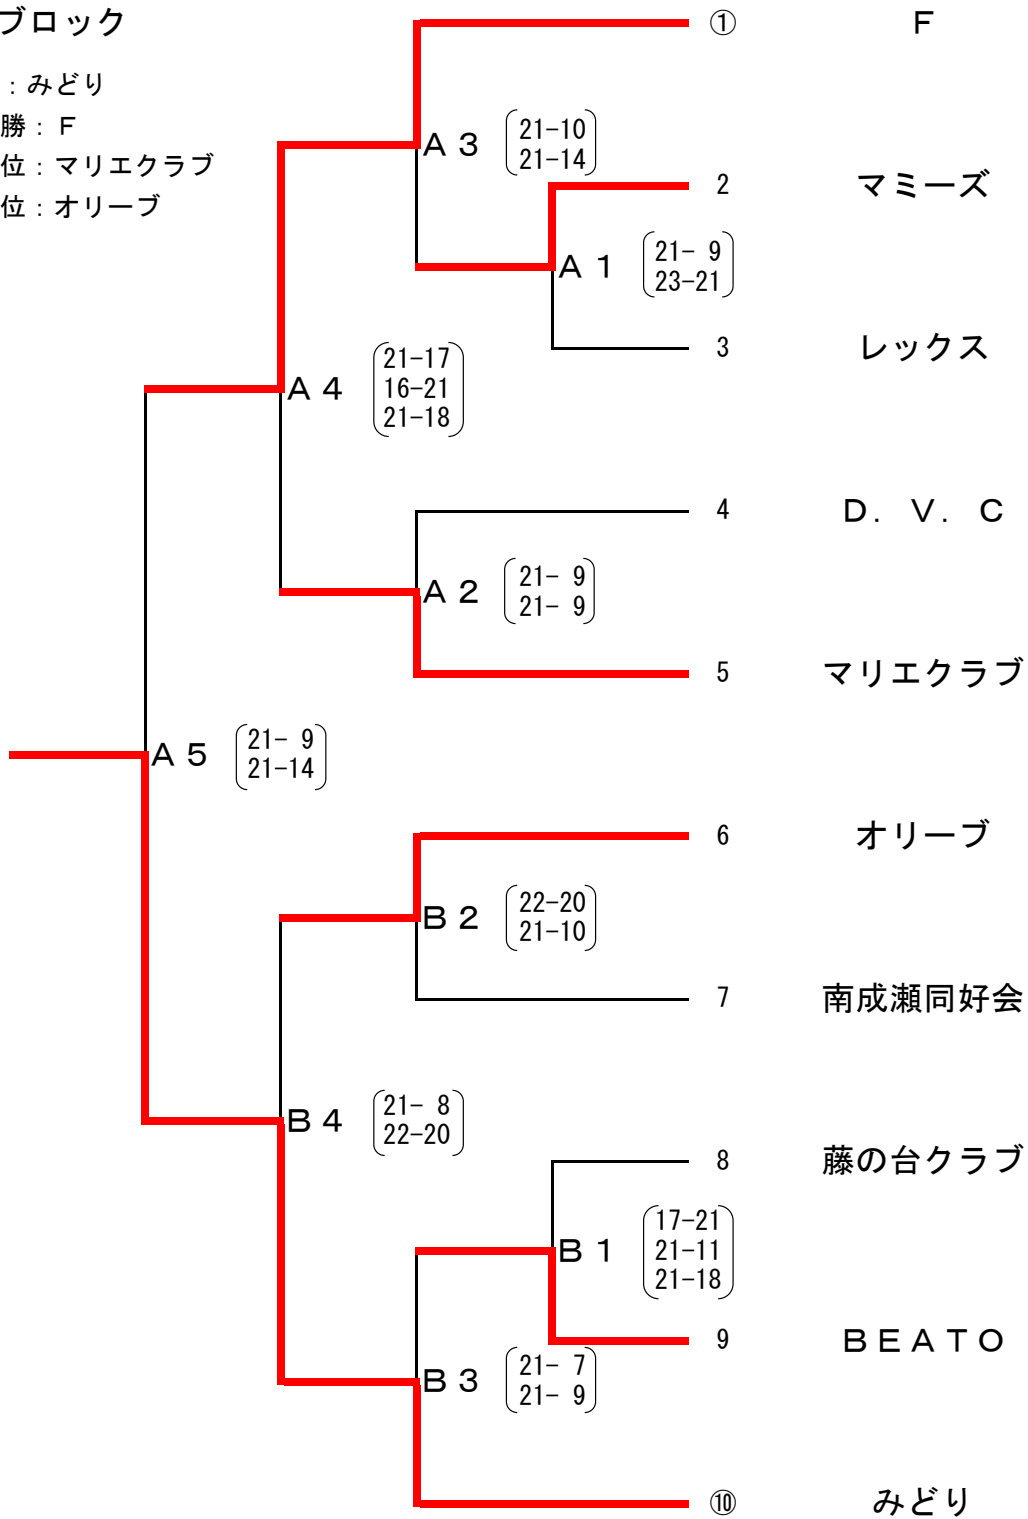 ブロック
① F
：みどり
勝：F
位：マリエクラブ
位：オリーブ
A3
21-10
21-14
2 マミーズ
A1
21- 9
23-21
3 レックス
A4
21-17
16-21
21-18
4 D．V．C
A2
21- 9
21- 9
5 マリエクラブ
A5
21- 9
21-14
6 オリーブ
B2
22-20
21-10
7 南成瀬同好会
B4
21- 8
22-20
8 藤の台クラブ
B1
17-21
21-11
21-18
9 BEATO
B3
21- 7
21- 9
⑩ みどり